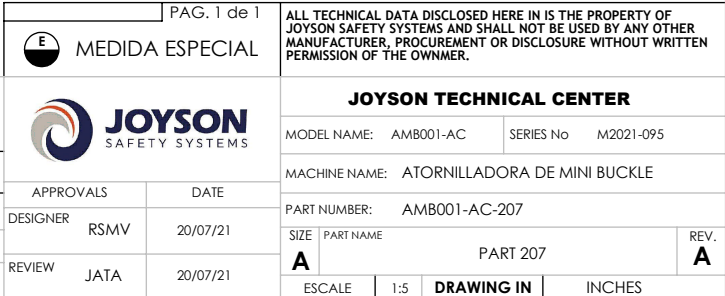 PAG. 1 de 1
E
MEDIDA ESPECIAL
ALL TECHNICAL DATA DISCLOSED HERE IN IS THE PROPERTY OF
JOYSON SAFETY SYSTEMS AND SHALL NOT BE USED BY ANY OTHER
MANUFACTURER, PROCUREMENT OR DISCLOSURE WITHOUT WRITTEN
PERMISSION OF THE OWNMER.
JOYSON
SAFETY SYSTEMS
JOYSON TECHNICAL CENTER
MODEL NAME: AMB001-AC SERIES No M2021-095
MACHINE NAME: ATORNILLADORA DE MINI BUCKLE
APPROVALS DATE
PART NUMBER: AMB001-AC-207
DESIGNER RSMV 20/07/21
SIZE A PART NAME PART 207 REV. A
REVIEW JATA 20/07/21
ESCALE 1:5 DRAWING IN INCHES